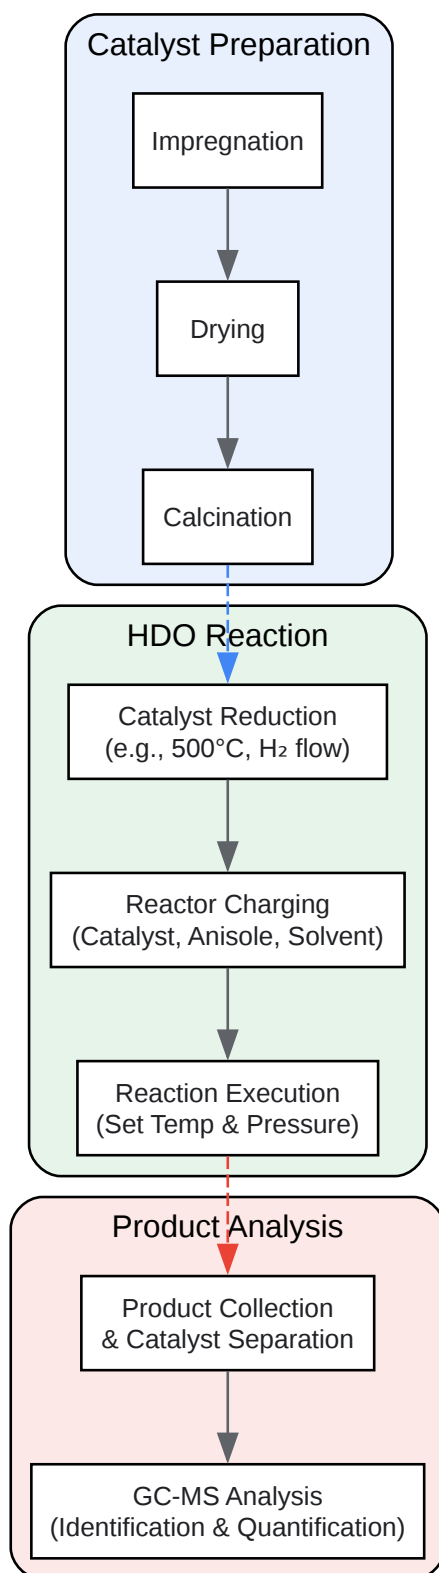 Catalyst Preparation
Impregnation
Drying
Calcination
HDO Reaction
Catalyst Reduction
(e.g., 500°C, H₂ flow)
Reactor Charging
(Catalyst, Anisole, Solvent)
Reaction Execution
(Set Temp & Pressure)
Product Analysis
Product Collection
& Catalyst Separation
GC-MS Analysis
(Identification & Quantification)